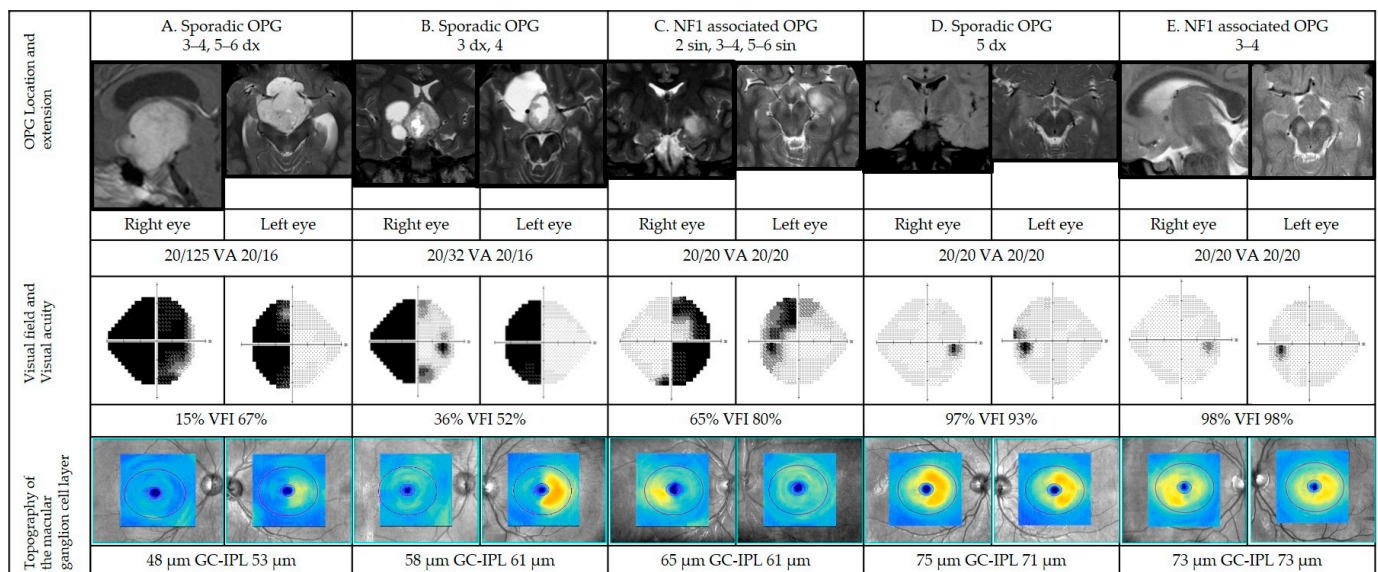 OPG Location and
extension
A. Sporadic OPG
3–4, 5–6 dx
B. Sporadic OPG
3 dx, 4
C. NF1 associated OPG
2 sin, 3–4, 5–6 sin
D. Sporadic OPG
5 dx
E. NF1 associated OPG
3–4
Right eye Left eye Right eye Left eye Right eye Left eye Right eye Left eye Right eye Left eye
Visual field and
Visual acuity
20/125 VA 20/16
20/32 VA 20/16
20/20 VA 20/20
20/20 VA 20/20
20/20 VA 20/20
15% VFI 67%
36% VFI 52%
65% VFI 80%
97% VFI 93%
98% VFI 98%
Topography of
the macular
ganglion cell layer
48 µm GC-IPL 53 µm
58 µm GC-IPL 61 µm
65 µm GC-IPL 61 µm
75 µm GC-IPL 71 µm
73 µm GC-IPL 73 µm